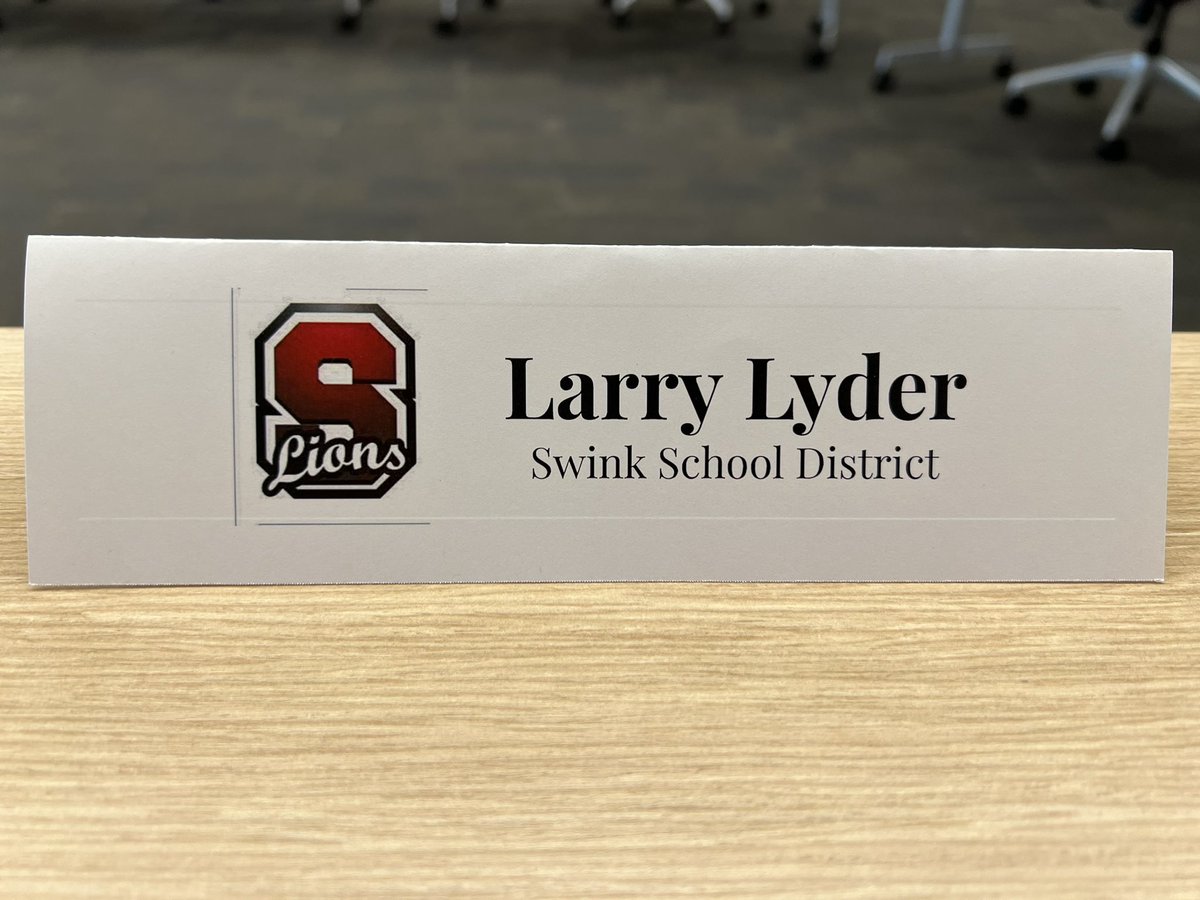 S
Lions
Larry Lyder
Swink School District